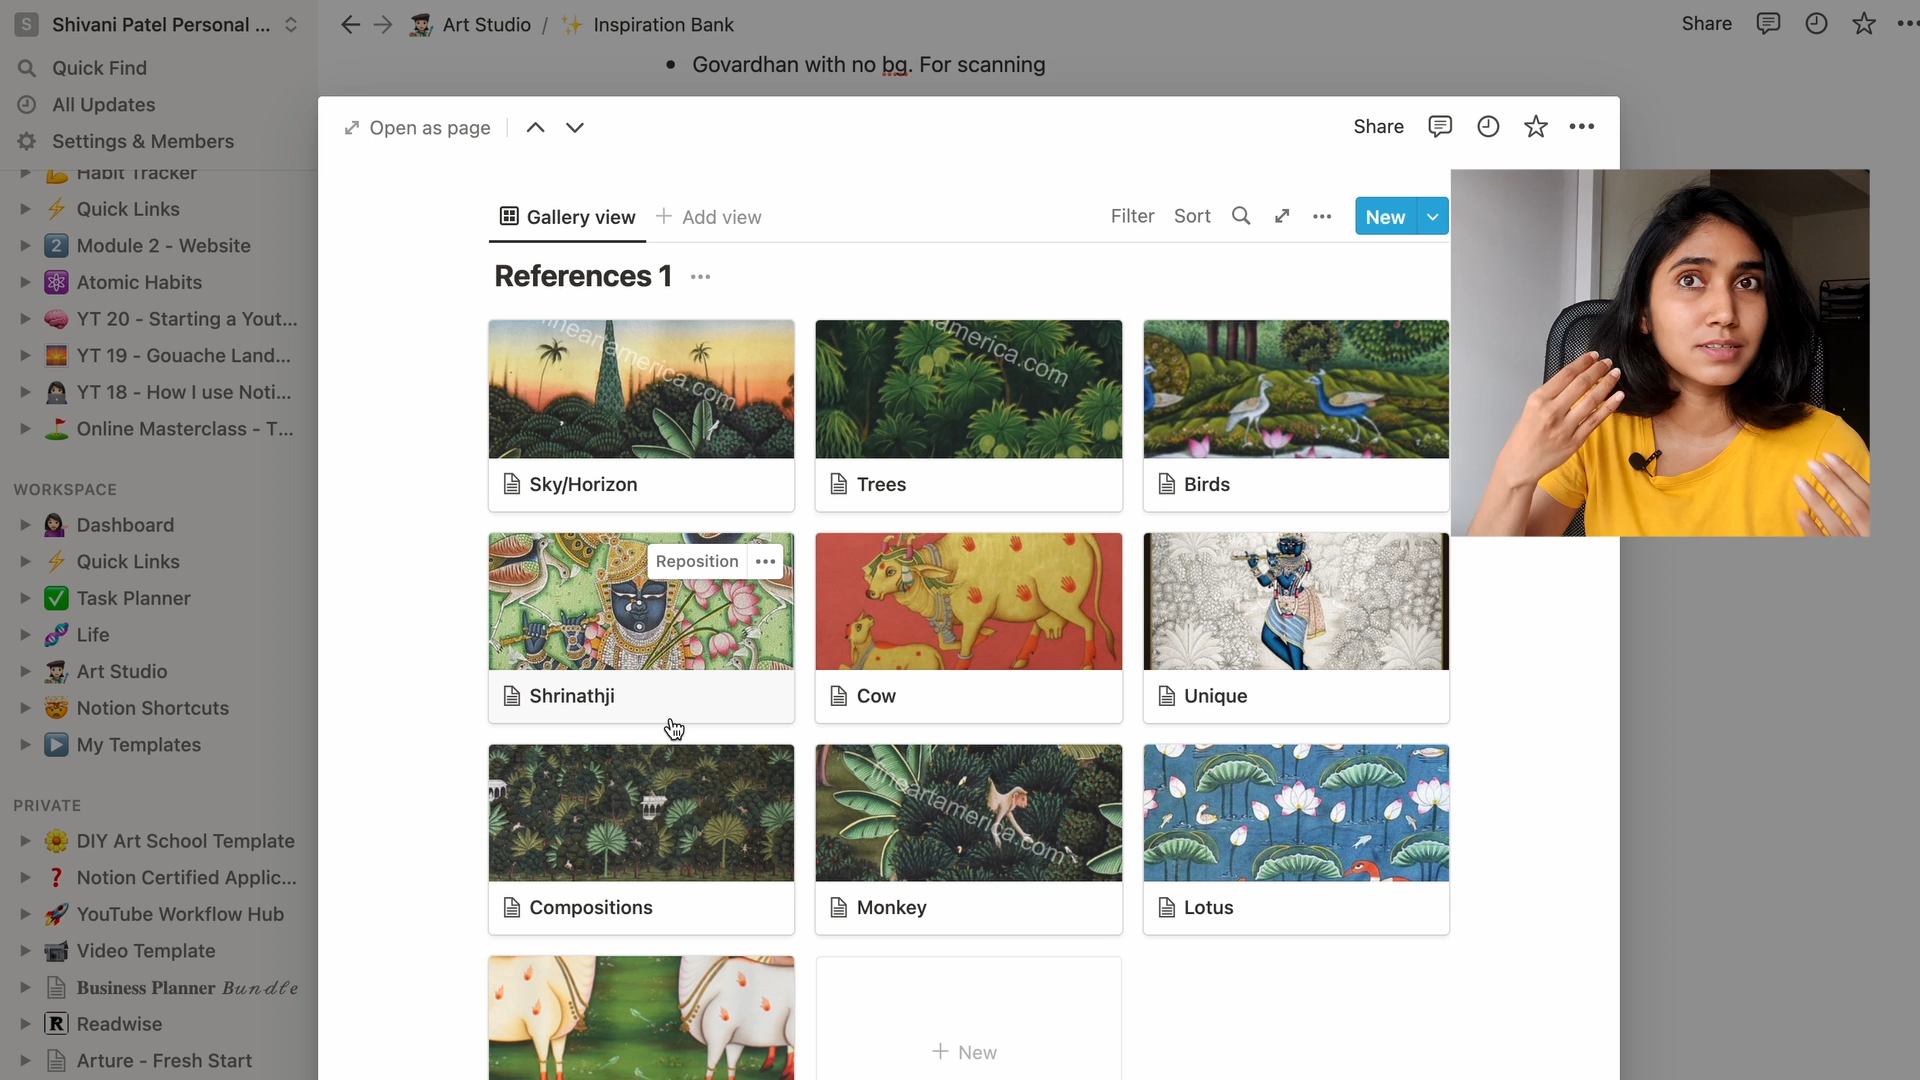 S Shivani Patel Personal ...
Quick Find
All Updates
Settings & Members
Habit Tracker
Quick Links
2 Module 2 - Website
Atomic Habits
YT 20 - Starting a Yout...
YT 19 - Gouache Land...
YT 18 - How I use Noti...
Online Masterclass - T...
WORKSPACE
Dashboard
Quick Links
Task Planner
Life
Art Studio
Notion Shortcuts
My Templates
PRIVATE
DIY Art School Template
Notion Certified Applic...
YouTube Workflow Hub
Video Template
Business Planner Bundle
R Readwise
Arture - Fresh Start
Art Studio / Inspiration Bank
Share
Govardhan with no bg. For scanning
Open as page
Share
Gallery view
+ Add view
Filter Sort
New
References 1
fineartamerica.com
america.com
Sky/Horizon
Trees
Birds
Reposition
Shrinathji
Cow
Unique
fineartamerica.com
Compositions
Monkey
Lotus
+ New